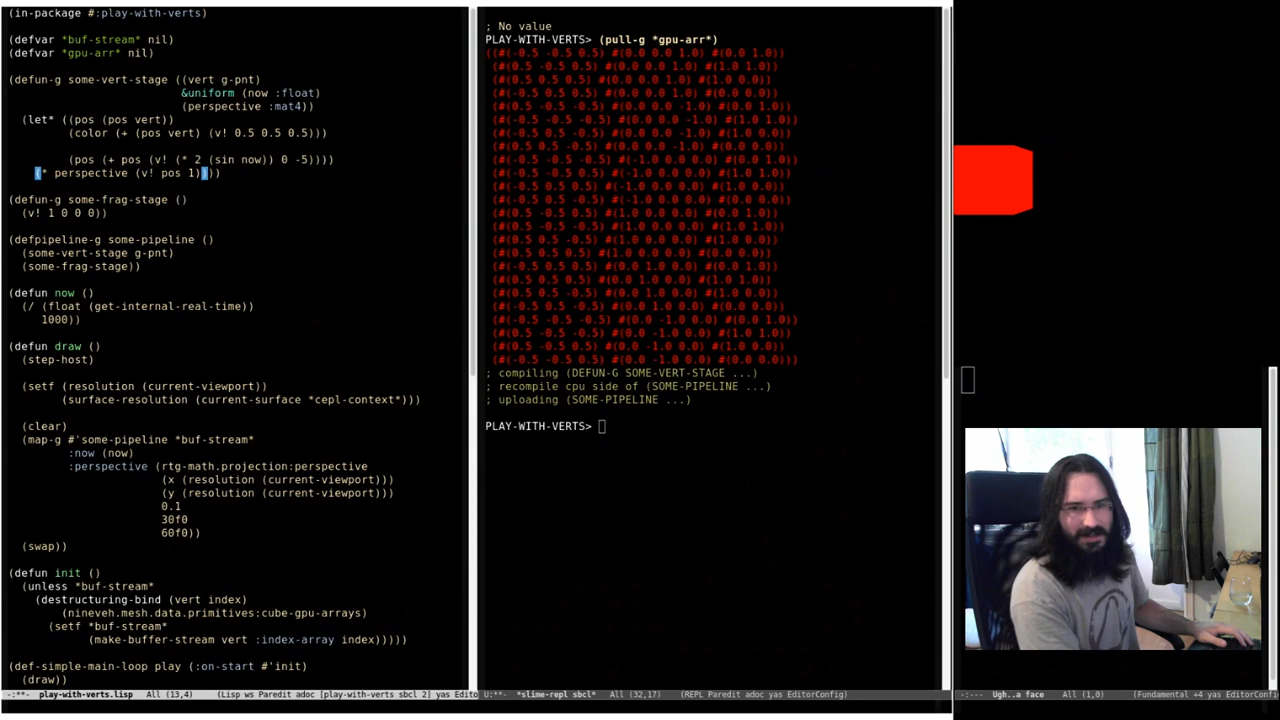 (in-package #:play-with-verts)
(defvar *buf-stream* nil)
(defvar *gpu-arr* nil)
(defun-g some-vert-stage ((vert g-pnt)
&uniform (now :float)
(perspective :mat4))
(let* ((pos (pos vert))
(color (+ (pos vert) (v! 0.5 0.5 0.5)))
(pos (+ pos (v! (* 2 (sin now)) 0 -5))))
(* perspective (v! pos 1))))
(defun-g some-frag-stage ()
(v! 1 0 0 0))
(defpipeline-g some-pipeline ()
(some-vert-stage g-pnt)
(some-frag-stage))
(defun now ()
(/ (float (get-internal-real-time))
1000))
(defun draw ()
(step-host)
(setf (resolution (current-viewport))
(surface-resolution (current-surface *cepl-context*)))
(clear)
(map-g #'some-pipeline *buf-stream*
:now (now)
:perspective (rtg-math.projection:perspective
(x (resolution (current-viewport)))
(y (resolution (current-viewport)))
0.1
30f0
60f0))
(swap))
(defun init ()
(unless *buf-stream*
(destructuring-bind (vert index)
(nineveh.mesh.data.primitives:cube-gpu-arrays)
(setf *buf-stream*
(make-buffer-stream vert :index-array index)))))
(def-simple-main-loop play (:on-start #'init)
(draw))
-:**- play-with-verts.lisp All (13,4) (Lisp ws Paredit adoc [play-with-verts sbcl 2] yas Edito
; No value
PLAY-WITH-VERTS> (pull-g *gpu-arr*)
((#(-0.5 -0.5 0.5) #(0.0 0.0 1.0) #(0.0 1.0))
(#(0.5 -0.5 0.5) #(0.0 0.0 1.0) #(1.0 1.0))
(#(0.5 0.5 0.5) #(0.0 0.0 1.0) #(1.0 0.0))
(#(-0.5 0.5 0.5) #(0.0 0.0 1.0) #(0.0 0.0))
(#(-0.5 -0.5 -0.5) #(0.0 0.0 -1.0) #(0.0 1.0))
(#(-0.5 0.5 -0.5) #(0.0 0.0 -1.0) #(1.0 1.0))
(#(0.5 0.5 -0.5) #(0.0 0.0 -1.0) #(1.0 0.0))
(#(0.5 -0.5 -0.5) #(0.0 0.0 -1.0) #(0.0 0.0))
(#(-0.5 -0.5 -0.5) #(-1.0 0.0 0.0) #(0.0 1.0))
(#(-0.5 -0.5 0.5) #(-1.0 0.0 0.0) #(1.0 1.0))
(#(-0.5 0.5 0.5) #(-1.0 0.0 0.0) #(1.0 0.0))
(#(-0.5 0.5 -0.5) #(-1.0 0.0 0.0) #(0.0 0.0))
(#(0.5 -0.5 0.5) #(1.0 0.0 0.0) #(0.0 1.0))
(#(0.5 -0.5 -0.5) #(1.0 0.0 0.0) #(1.0 1.0))
(#(0.5 0.5 -0.5) #(1.0 0.0 0.0) #(1.0 0.0))
(#(0.5 0.5 0.5) #(1.0 0.0 0.0) #(0.0 0.0))
(#(-0.5 0.5 0.5) #(0.0 1.0 0.0) #(0.0 1.0))
(#(0.5 0.5 0.5) #(0.0 1.0 0.0) #(1.0 1.0))
(#(0.5 0.5 -0.5) #(0.0 1.0 0.0) #(1.0 0.0))
(#(-0.5 0.5 -0.5) #(0.0 1.0 0.0) #(0.0 0.0))
(#(-0.5 -0.5 -0.5) #(0.0 -1.0 0.0) #(0.0 1.0))
(#(0.5 -0.5 -0.5) #(0.0 -1.0 0.0) #(1.0 1.0))
(#(0.5 -0.5 0.5) #(0.0 -1.0 0.0) #(1.0 0.0))
(#(-0.5 -0.5 0.5) #(0.0 -1.0 0.0) #(0.0 0.0)))
; compiling (DEFUN-G SOME-VERT-STAGE ...)
; recompile cpu side of (SOME-PIPELINE ...)
; uploading (SOME-PIPELINE ...)
PLAY-WITH-VERTS>
U:**- *slime-repl sbcl* All (32,17) (REPL Paredit adoc yas EditorConfig)
-:--- Ugh..a face All (1,0) (Fundamental +4 yas EditorConfi